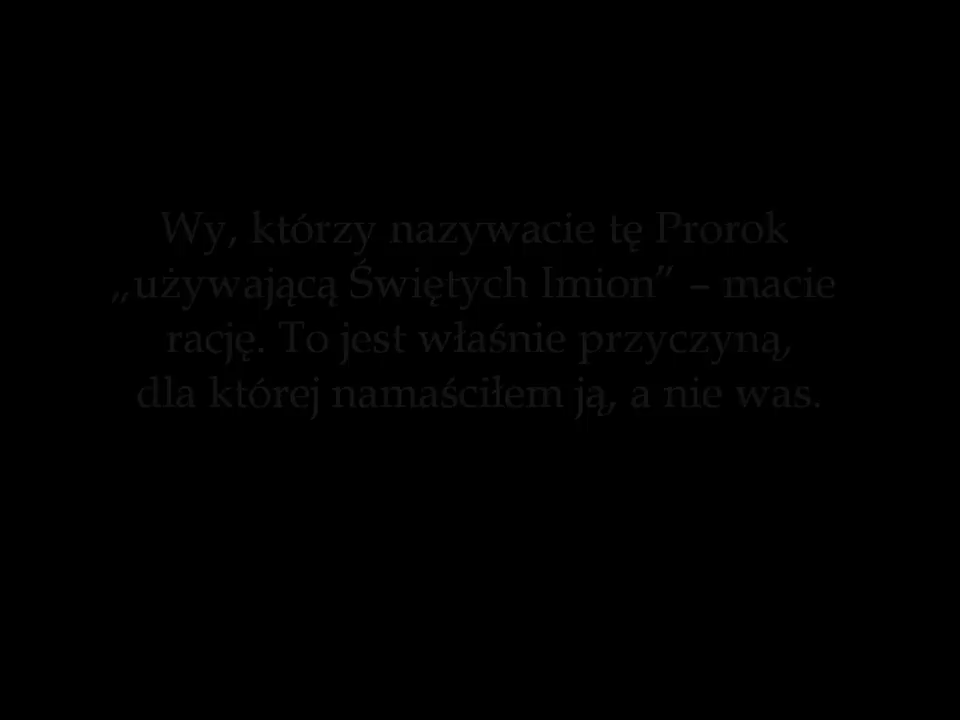 Wy, którzy nazywacie tę Prorok
„używającą Świętych Imion” – macie
rację. To jest właśnie przyczyną,
dla której namaściłem ją, a nie was.